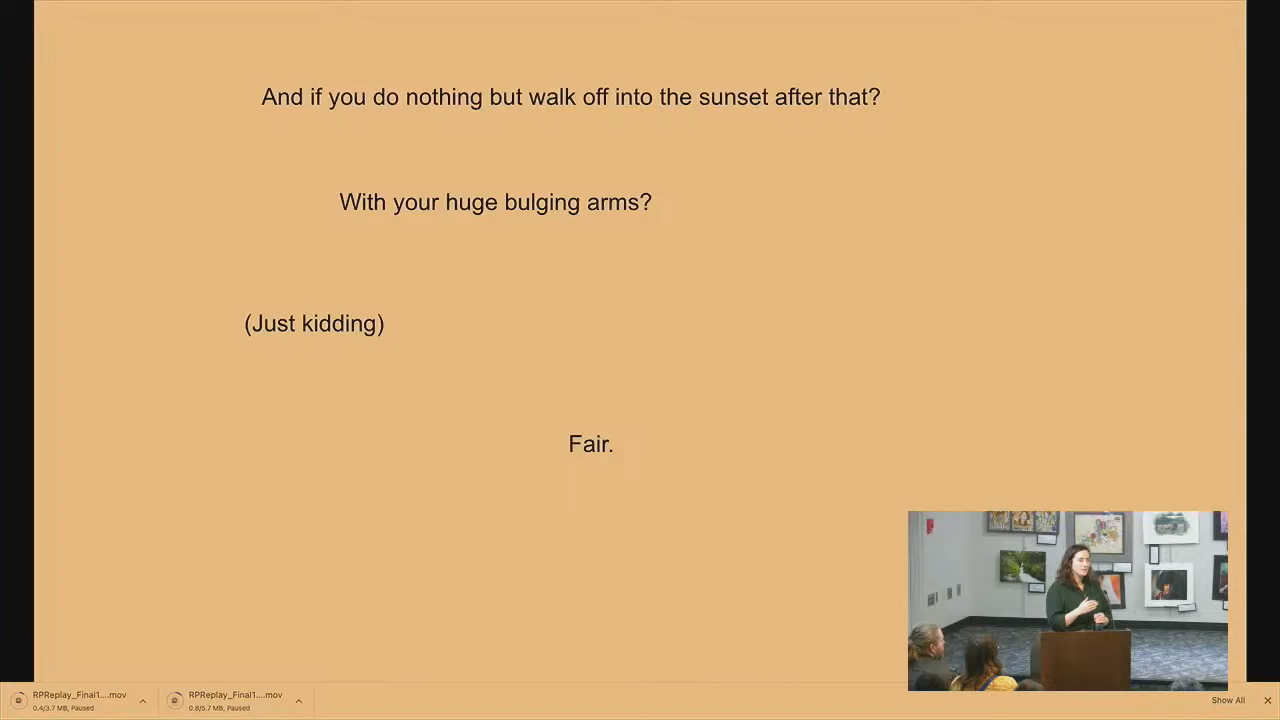 And if you do nothing but walk off into the sunset after that?
With your huge bulging arms?
(Just kidding)
Fair.
RPReplay_Final1....mov
0.4/3.7 MB, Paused
RPReplay_Final1....mov
0.8/5.7 MB, Paused
Show All